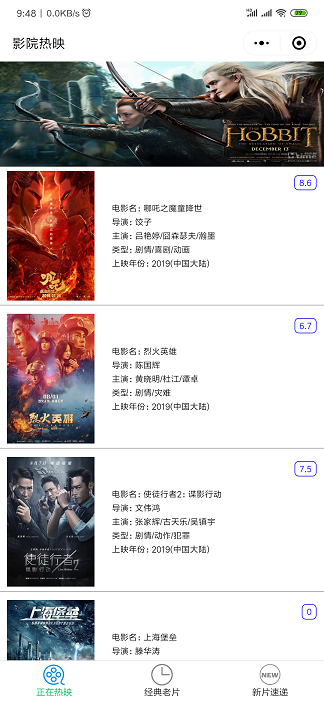 9:48 | 0.0KB/s
影院热映
THE
HOBBIT
DECEMBER 13
8.6
电影名: 哪吒之魔童降世
导演: 饺子
主演: 吕艳婷/囧森瑟夫/瀚墨
类型: 剧情/喜剧/动画
上映年份: 2019(中国大陆)
6.7
08/01
烈火英雄
电影名: 烈火英雄
导演: 陈国辉
主演: 黄晓明/杜江/谭卓
类型: 剧情/灾难
上映年份: 2019(中国大陆)
7.5
使徒行者2
谍影行动
电影名: 使徒行者2: 谍影行动
导演: 文伟鸿
主演: 张家辉/古天乐/吴镇宇
类型: 剧情/动作/犯罪
上映年份: 2019(中国大陆)
0
上海堡垒
电影名: 上海堡垒
导演: 滕华涛
正在热映
经典老片
NEW
新片速递